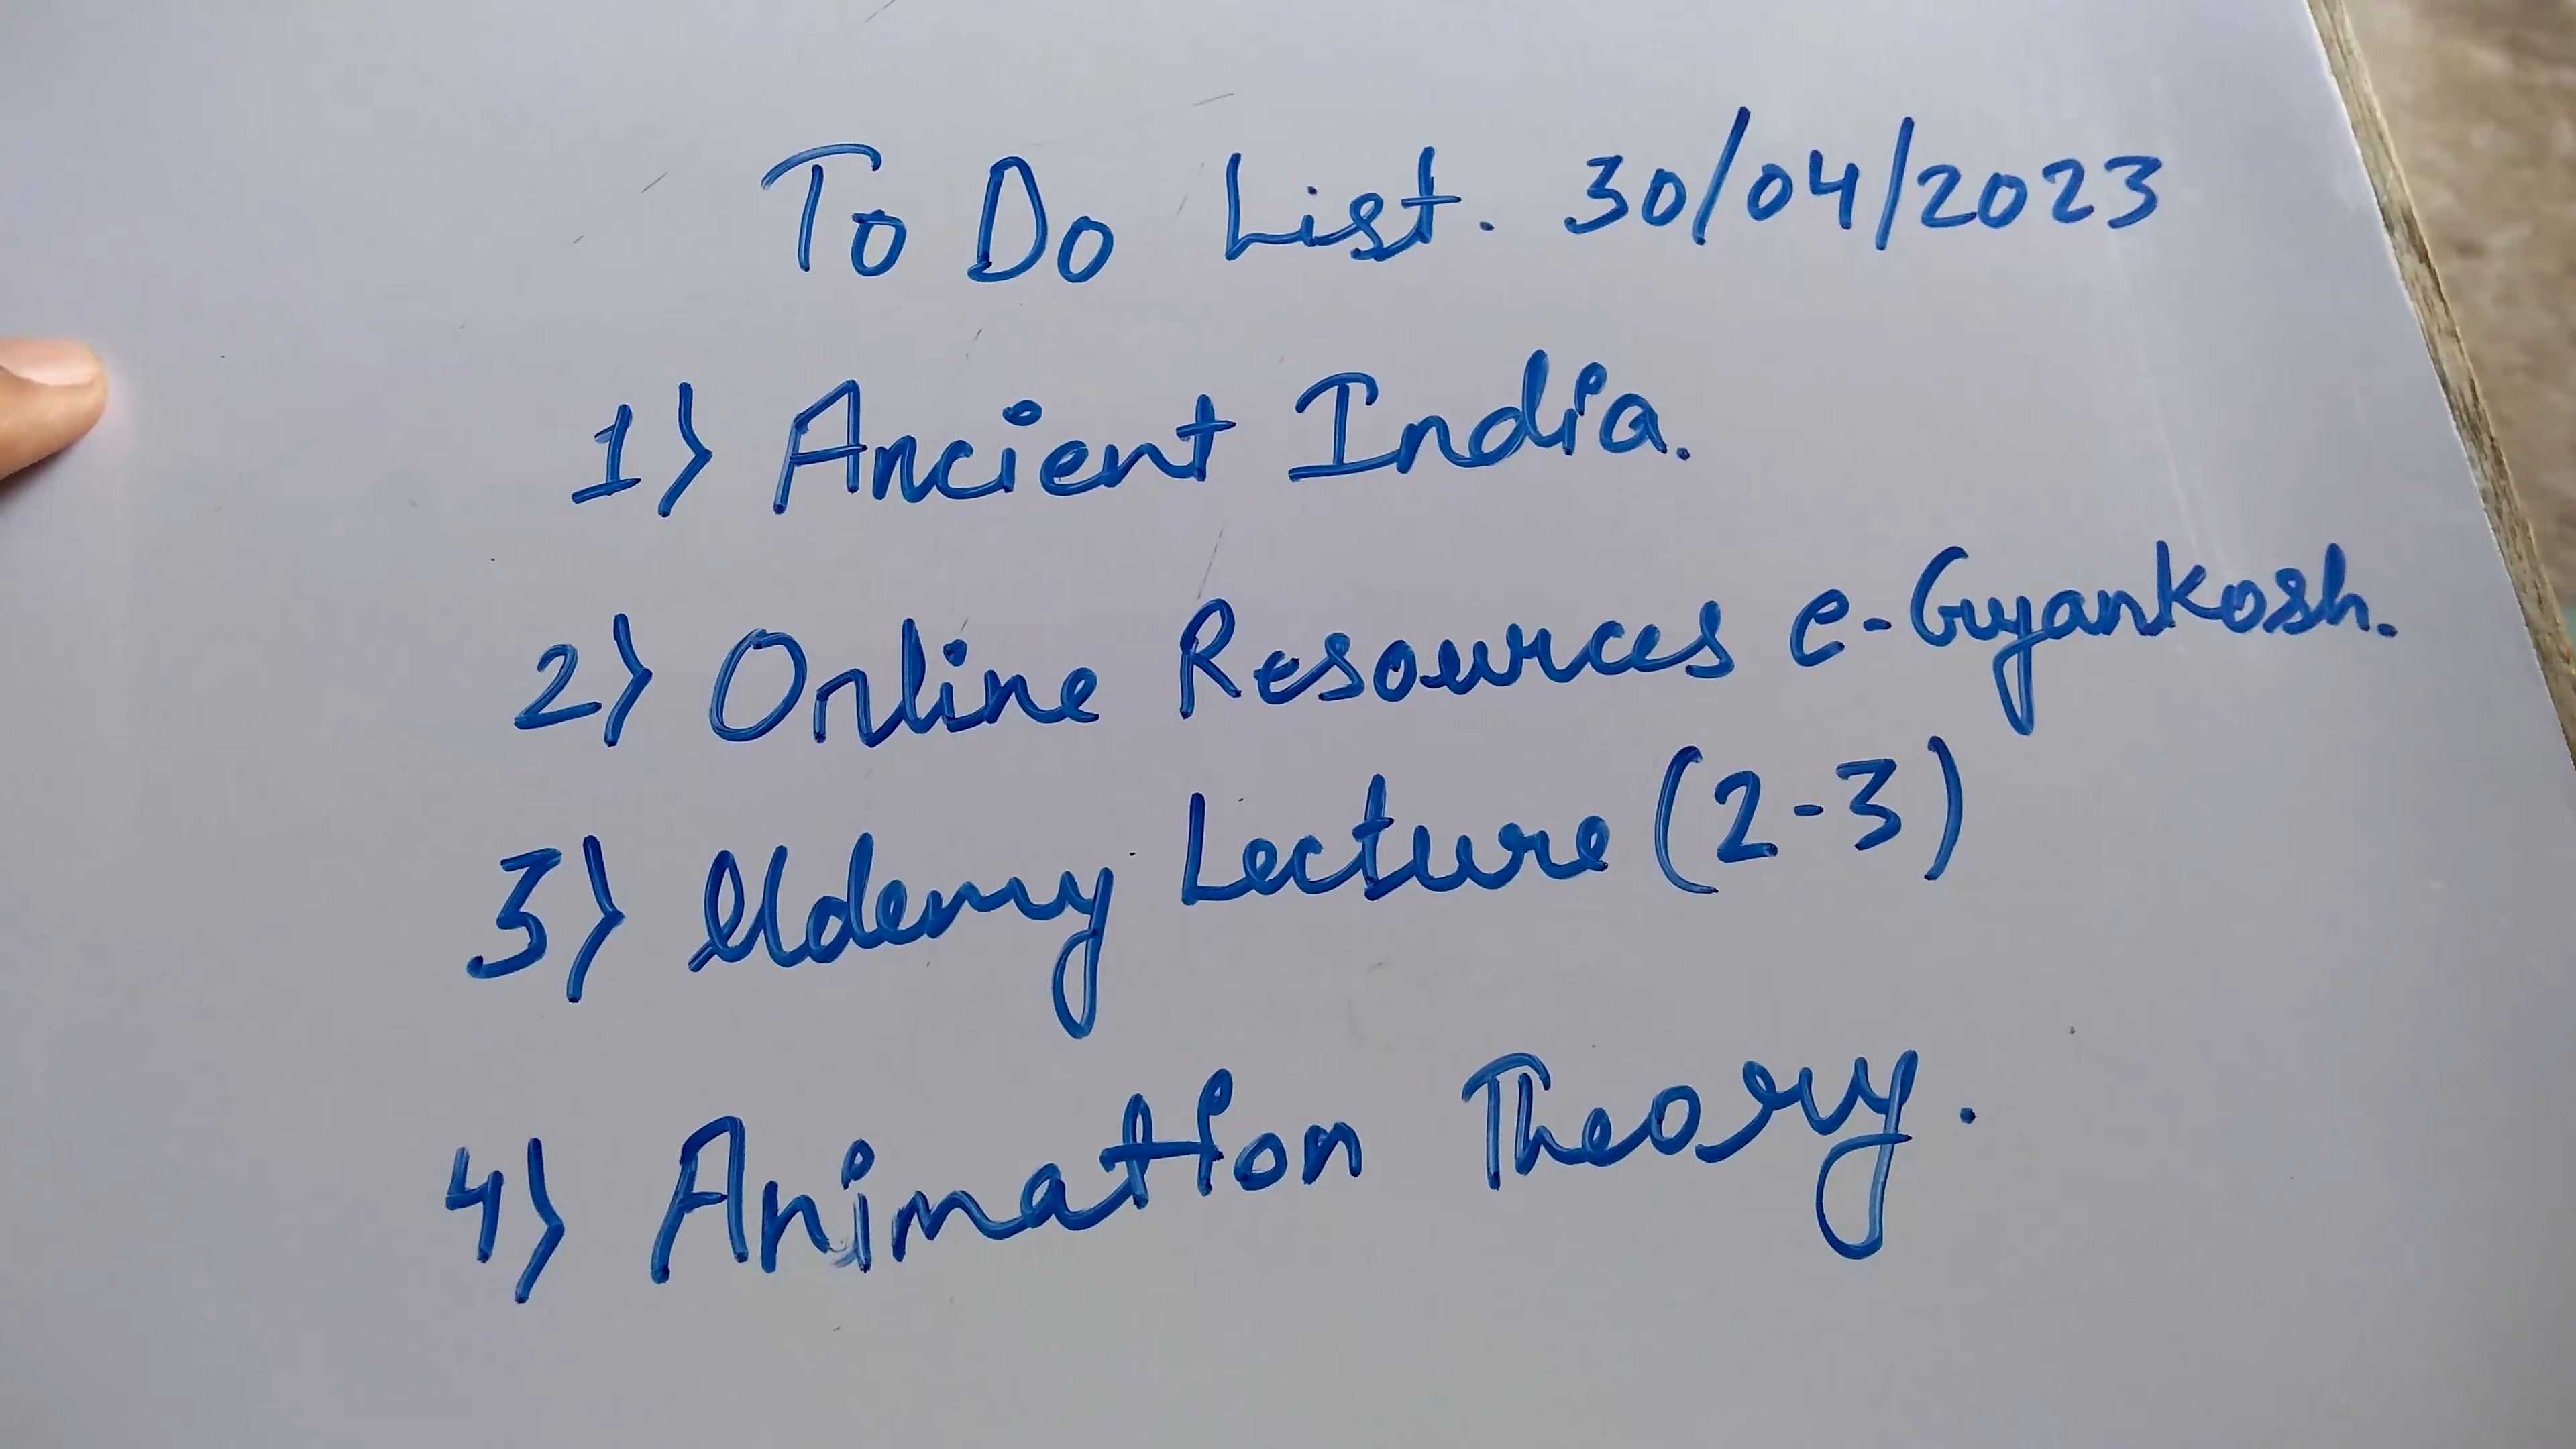 To Do List. 30/04/2023
1) Ancient India.
2) Online Resources e-Gyankosh.
3) Udemy Lecture (2-3)
4) Animation Theory.